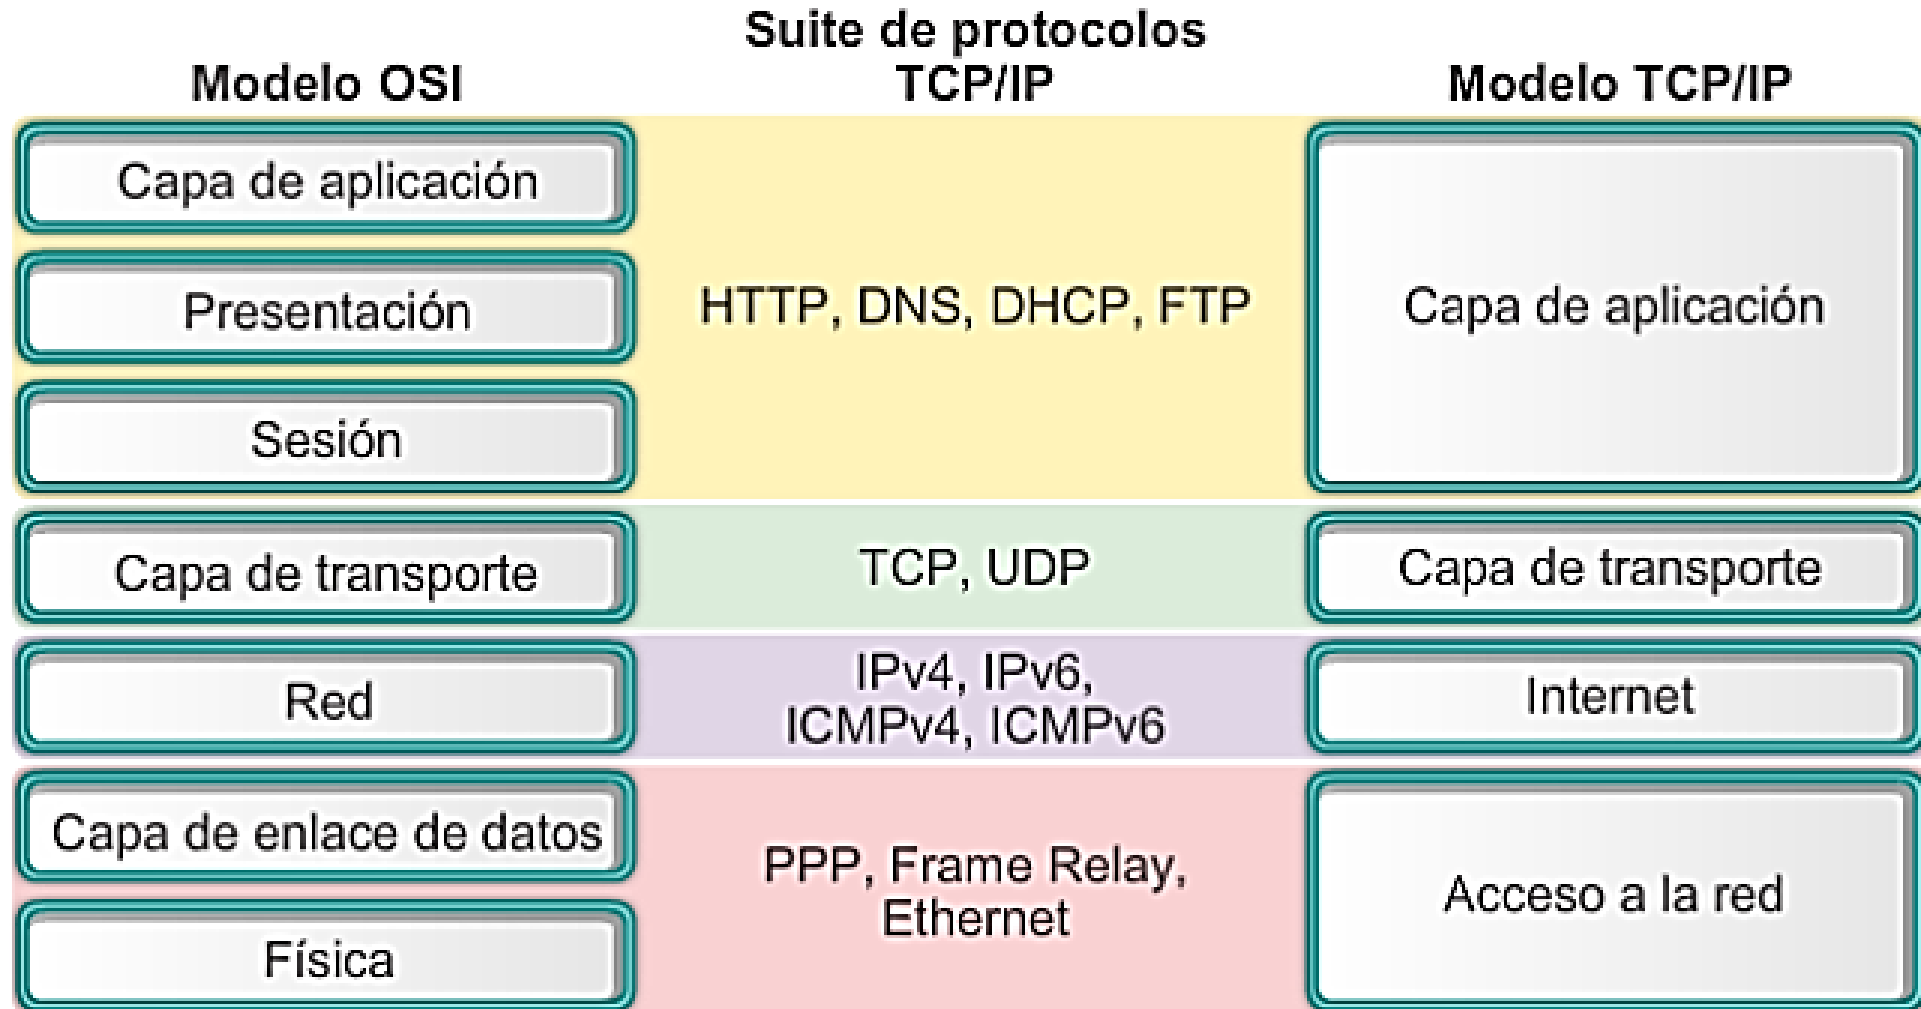 Suite de protocolos
TCP/IP
Modelo OSI
Modelo TCP/IP
Capa de aplicación
Presentación
Sesión
HTTP, DNS, DHCP, FTP
Capa de aplicación
Capa de transporte
TCP, UDP
Capa de transporte
Red
IPv4, IPv6,
ICMPv4, ICMPv6
Internet
Capa de enlace de datos
Física
PPP, Frame Relay,
Ethernet
Acceso a la red